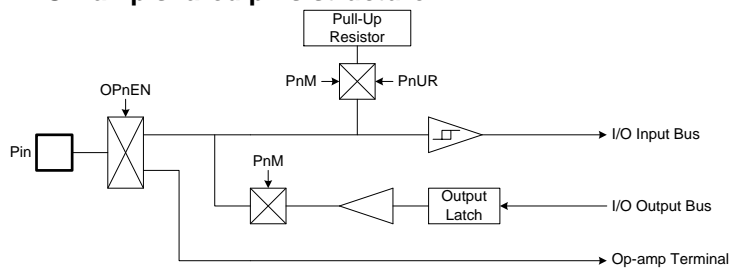 Pull-Up
Resistor
PnM
PnUR
OPnEN
Pin
I/O Input Bus
PnM
Output
Latch
I/O Output Bus
Op-amp Terminal